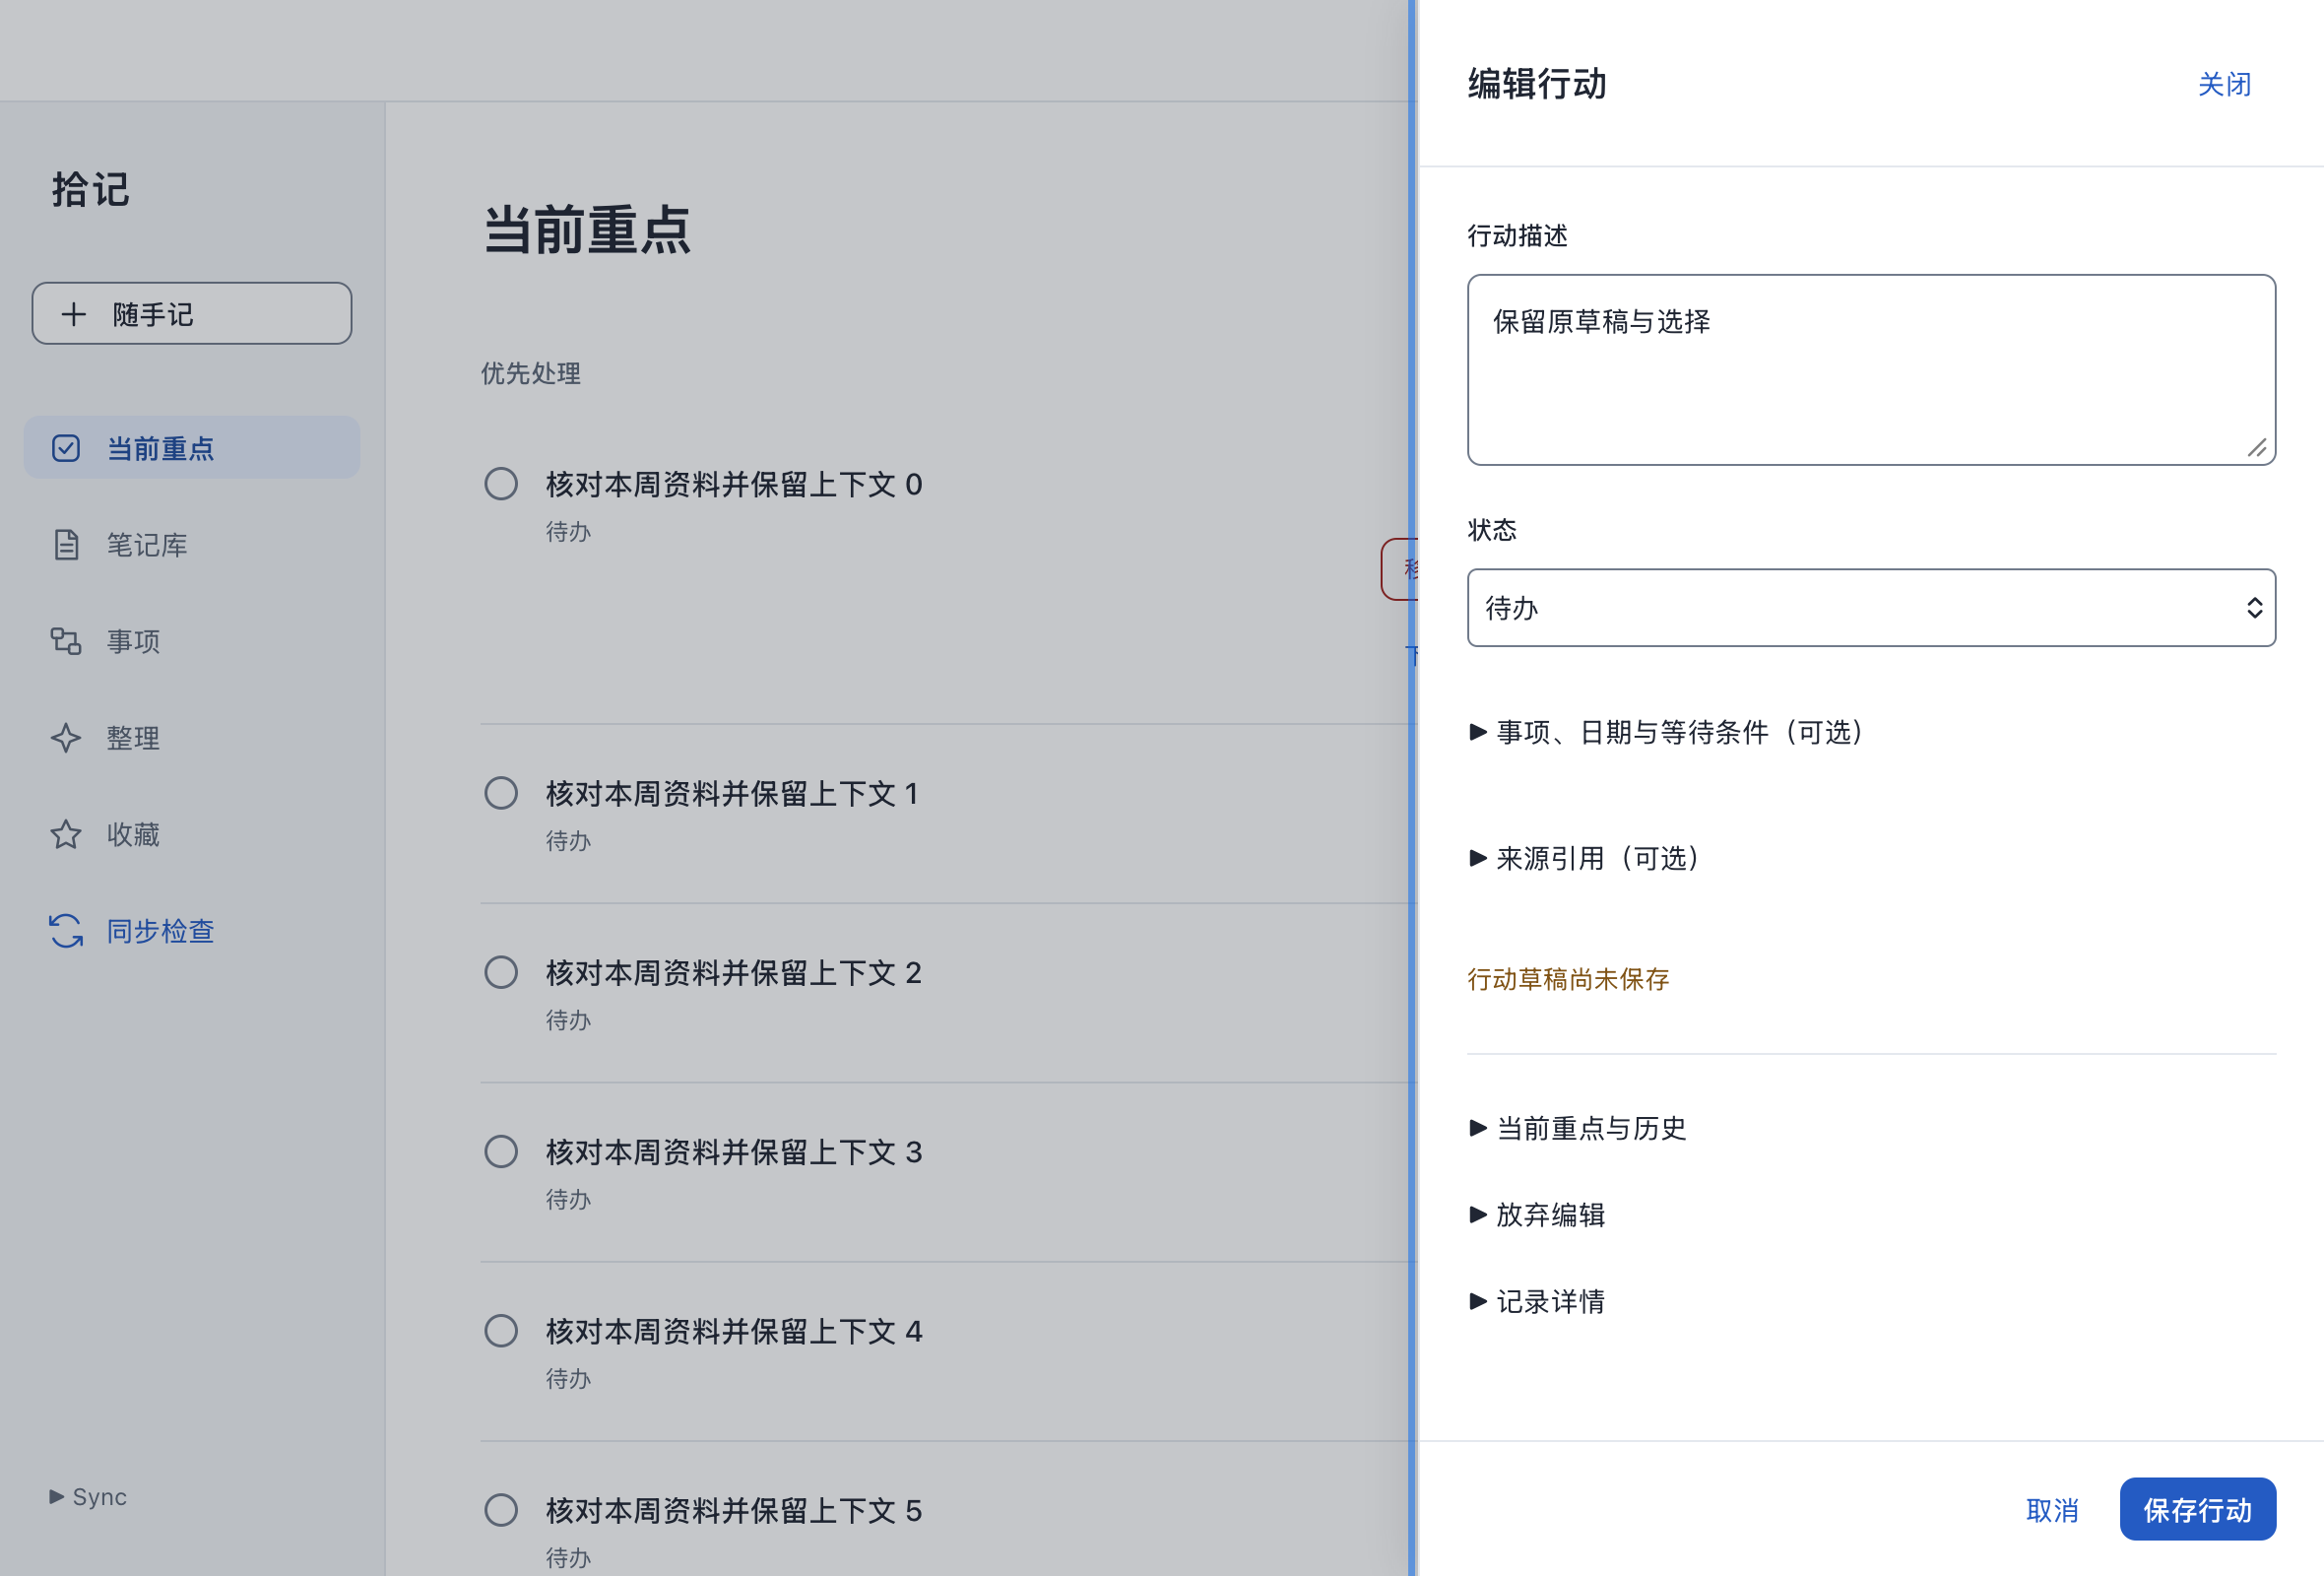 拾记
随手记
当前重点
笔记库
事项
整理
收藏
同步检查
Sync
当前重点
优先处理
核对本周资料并保留上下文 0
待办
核对本周资料并保留上下文 1
待办
核对本周资料并保留上下文 2
待办
核对本周资料并保留上下文 3
待办
核对本周资料并保留上下文 4
待办
核对本周资料并保留上下文 5
待办
编辑行动
关闭
行动描述
保留原草稿与选择
状态
待办
事项、日期与等待条件（可选）
来源引用（可选）
行动草稿尚未保存
当前重点与历史
放弃编辑
记录详情
取消
保存行动